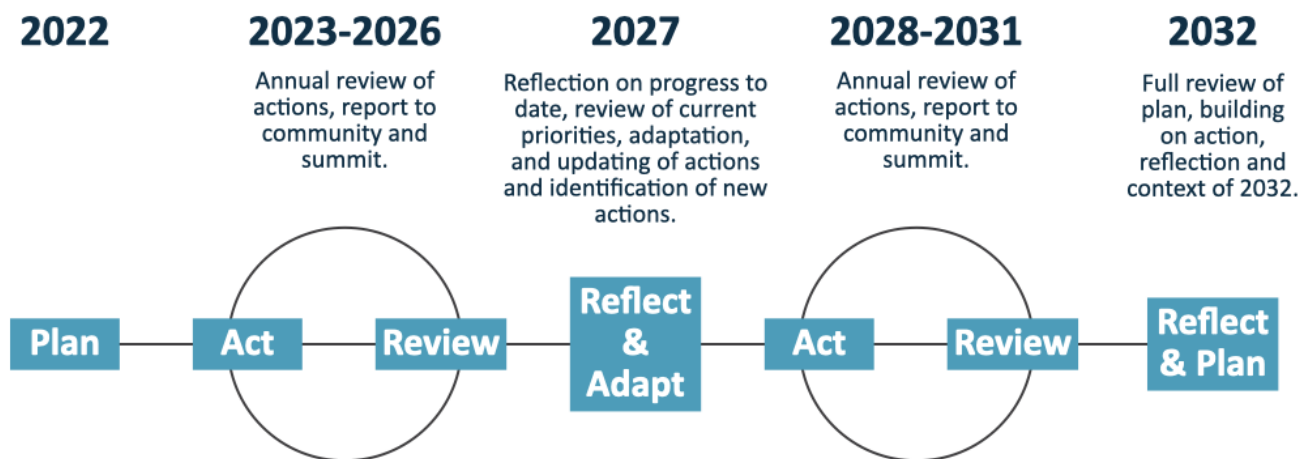 2022
2023-2026
Annual review of
actions, report to
community and
summit.
2027
Reflection on progress to
date, review of current
priorities, adaptation,
and updating of actions
and identification of new
actions.
2028-2031
Annual review of
actions, report to
community and
summit.
2032
Full review of
plan, building
on action,
reflection and
context of 2032.
Plan
Act
Review
Reflect
&
Adapt
Act
Review
Reflect
& Plan